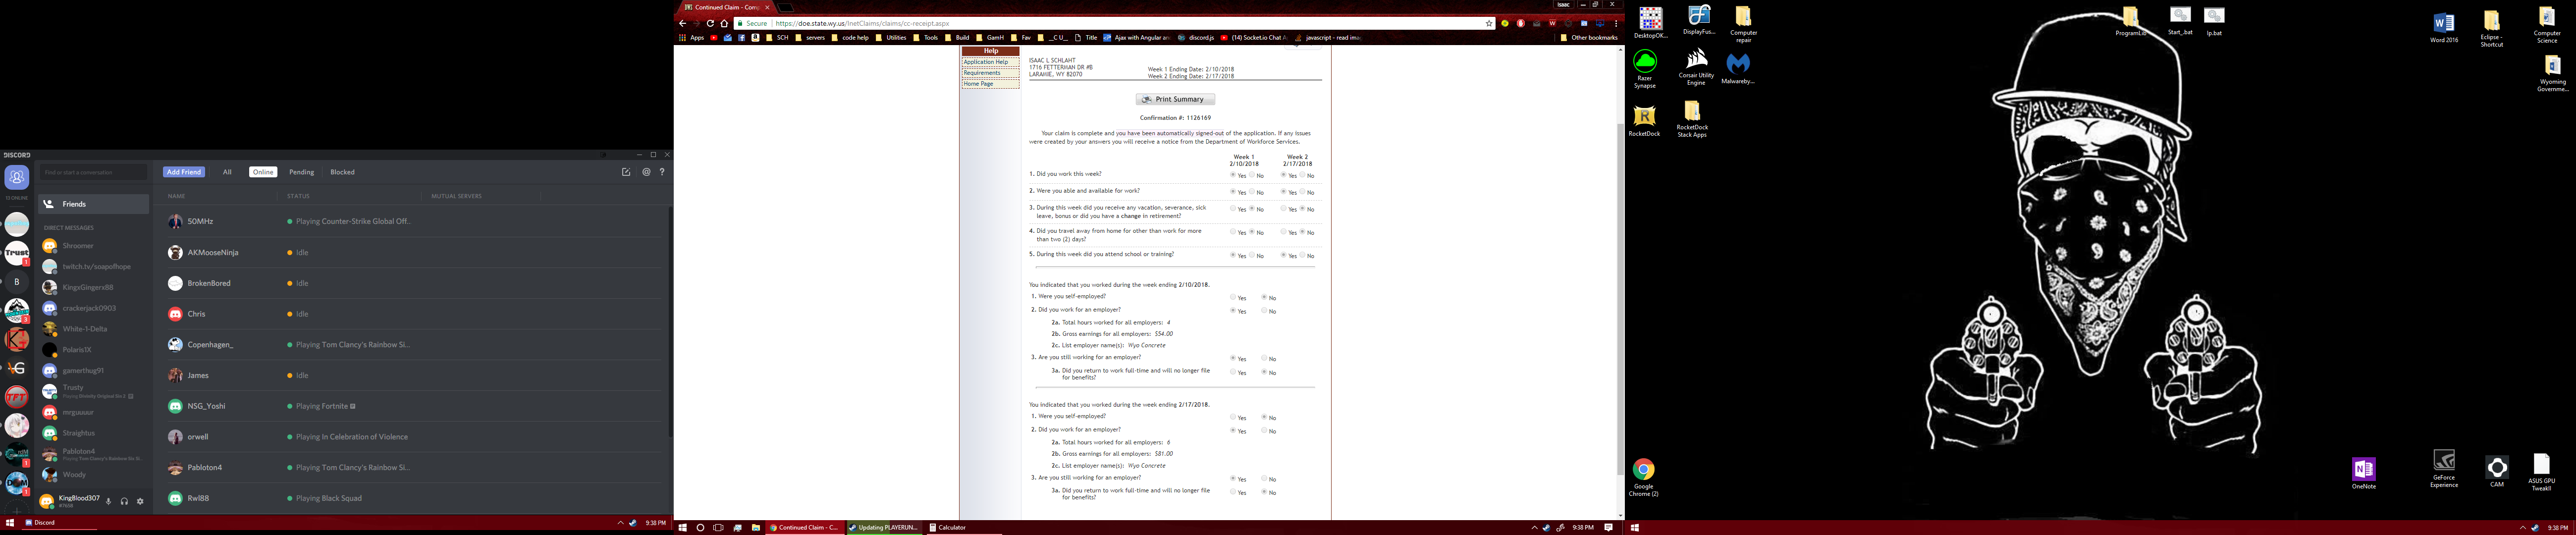 DISCORD
Find or start a conversation
Add Friend
All
Online
Pending
Blocked
12 ONLINE
Friends
DIRECT MESSAGES
Shroomer
twitch.tv/soapofhope
KingxGingerx88
crackerjack0903
White-1-Delta
Polaris1X
gamerthug91
Trusty
mrguuuur
Straightus
Pabloton4
Woody
KingBlood307
#7658
NAME STATUS MUTUAL SERVERS
50MHz Playing Counter-Strike Global Off...
AKMooseNinja Idle
BrokenBored Idle
Chris Idle
Copenhagen_ Playing Tom Clancy's Rainbow Si...
James Idle
NSG_Yoshi Playing Fortnite
orwell Playing In Celebration of Violence
Pabloton4 Playing Tom Clancy's Rainbow Si...
Rwl88 Playing Black Squad
Discord
9:38 PM
Continued Claim - Comp
Isaac
Secure https://doe.state.wy.us/InetClaims/claims/cc-receipt.aspx
Apps SCH servers code help Utilities Tools Build GamH Fav __C U__ Title Ajax with Angular an discord.js (14) Socket.io Chat A javascript - read imag Other bookmarks
Help
Application Help
Requirements
Home Page
ISAAC L SCHLAHT
1716 FETTERMAN DR #B
LARAMIE, WY 82070
Week 1 Ending Date: 2/10/2018
Week 2 Ending Date: 2/17/2018
Print Summary
Confirmation #: 1126169
Your claim is complete and you have been automatically signed-out of the application. If any issues
were created by your answers you will receive a notice from the Department of Workforce Services.
Week 1 Week 2
2/10/2018 2/17/2018
1. Did you work this week? Yes No Yes No
2. Were you able and available for work? Yes No Yes No
3. During this week did you receive any vacation, severance, sick Yes No Yes No
leave, bonus or did you have a change in retirement?
4. Did you travel away from home for other than work for more Yes No Yes No
than two (2) days?
5. During this week did you attend school or training? Yes No Yes No
You indicated that you worked during the week ending 2/10/2018.
1. Were you self-employed? Yes No
2. Did you work for an employer? Yes No
2a. Total hours worked for all employers: 4
2b. Gross earnings for all employers: $54.00
2c. List employer name(s): Wyo Concrete
3. Are you still working for an employer? Yes No
3a. Did you return to work full-time and will no longer file Yes No
for benefits?
You indicated that you worked during the week ending 2/17/2018.
1. Were you self-employed? Yes No
2. Did you work for an employer? Yes No
2a. Total hours worked for all employers: 6
2b. Gross earnings for all employers: $81.00
2c. List employer name(s): Wyo Concrete
3. Are you still working for an employer? Yes No
3a. Did you return to work full-time and will no longer file Yes No
for benefits?
Continued Claim - C...
Updating PLAYERUN...
Calculator
9:38 PM
DesktopOK...
DisplayFus...
Computer
repair
Razer
Synapse
Corsair Utility
Engine
Malwareby...
RocketDock
RocketDock
Stack Apps
Google
Chrome (2)
ProgramLib
Start_.bat
Ip.bat
Word 2016
Eclipse -
Shortcut
Computer
Science
Wyoming
Governme...
OneNote
GeForce
Experience
CAM
ASUS GPU
TweakII
9:38 PM